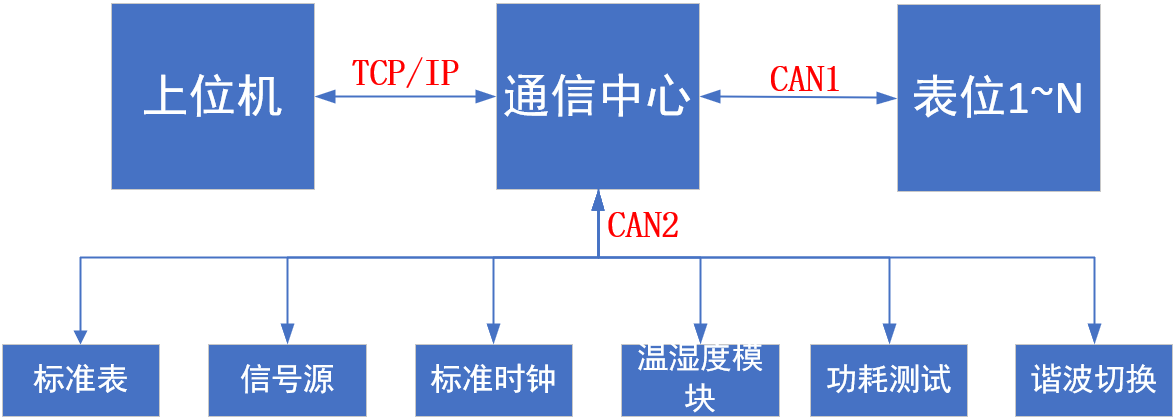 上位机
TCP/IP
通信中心
CAN1
表位1~N
CAN2
标准表
信号源
标准时钟
温湿度模
块
功耗测试
谐波切换